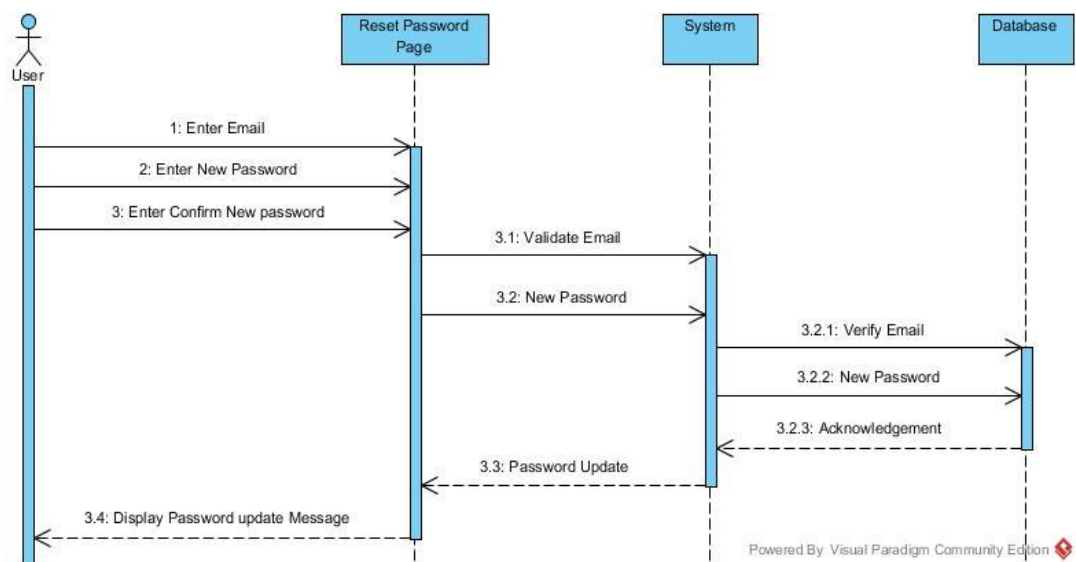 Reset Password
Page
System
Database
User
1: Enter Email
2: Enter New Password
3: Enter Confirm New password
3.1: Validate Email
3.2: New Password
3.2.1: Verify Email
3.2.2: New Password
3.2.3: Acknowledgement
3.3: Password Update
3.4: Display Password update Message
Powered By Visual Paradigm Community Edition